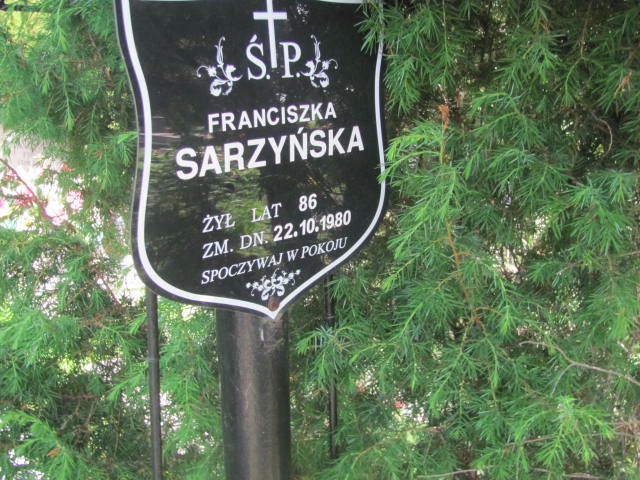 Ś.P.
FRANCISZKA
SARZYŃSKA
ŻYŁ LAT 86
ZM. DN. 22.10.1980
SPOCZYWAJ W POKOJU